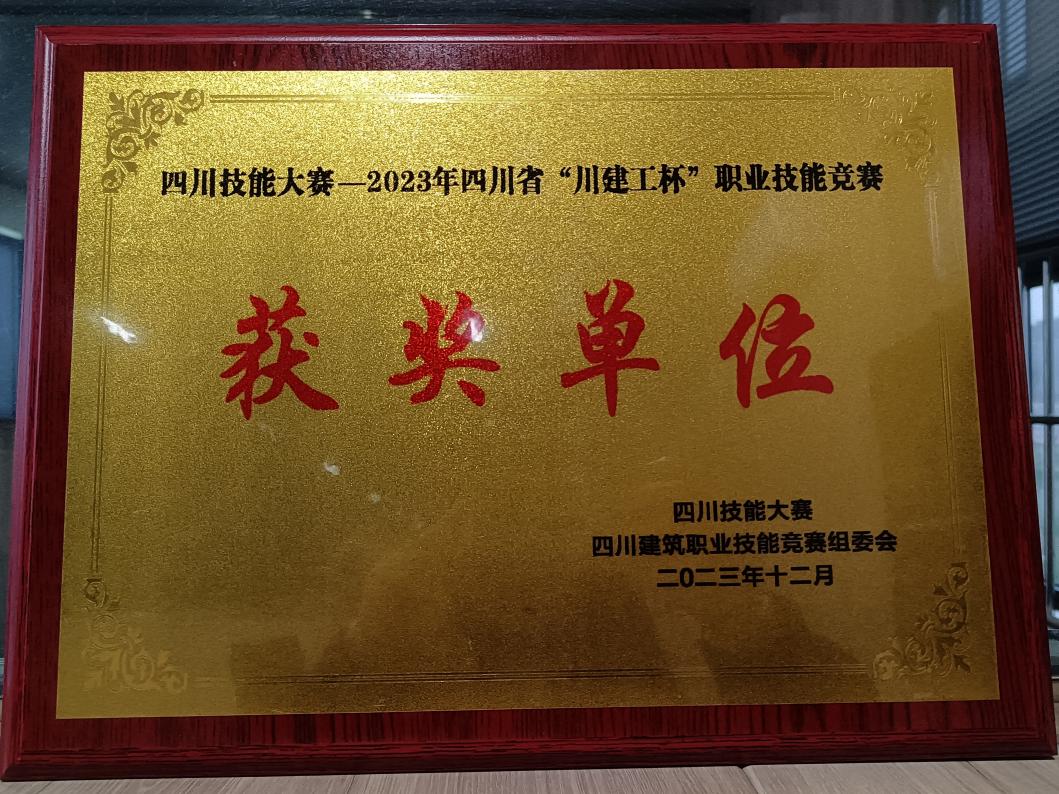 四川技能大赛—2023年四川省“川建工杯”职业技能竞赛
获奖单位
四川技能大赛
四川建筑职业技能竞赛组委会
二0二三年十二月